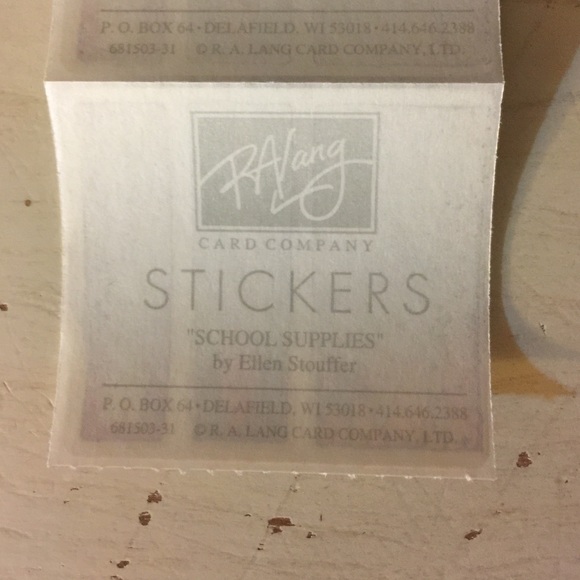 P. O. BOX 64 • DELAFIELD, WI 53018 • 414.646.2388
681503-31 © R. A. LANG CARD COMPANY, LTD.
RALang
CARD COMPANY
STICKERS
"SCHOOL SUPPLIES"
by Ellen Stouffer
P. O. BOX 64 • DELAFIELD, WI 53018 • 414.646.2388
681503-31 © R. A. LANG CARD COMPANY, LTD.